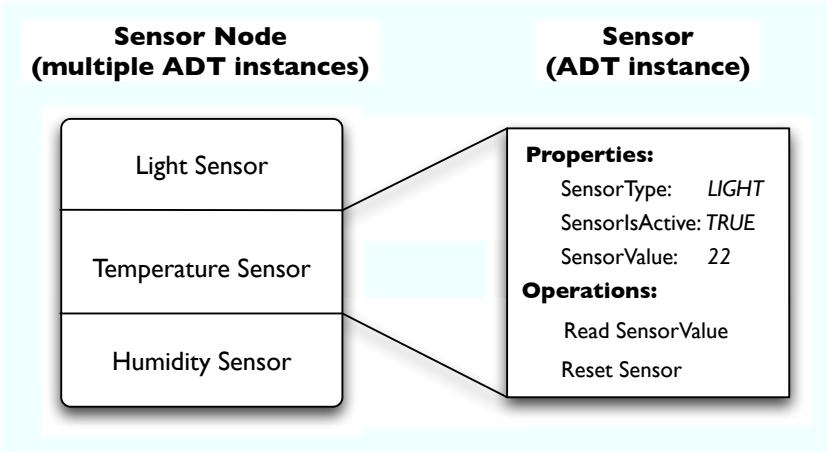 Sensor Node
(multiple ADT instances)
Light Sensor
Temperature Sensor
Humidity Sensor
Sensor
(ADT instance)
Properties:
SensorType: LIGHT
SensorIsActive: TRUE
SensorValue: 22
Operations:
Read SensorValue
Reset Sensor